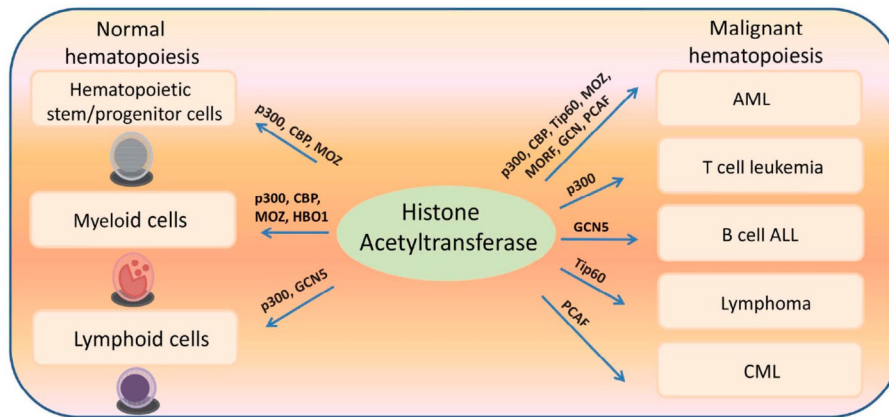 Normal
hematopoiesis
Hematopoietic
stem/progenitor cells
Myeloid cells
Lymphoid cells
p300, CBP, MOZ
p300, CBP,
MOZ, HBO1
p300, GCN5
Histone
Acetyltransferase
p300, CBP, Tip60, MOZ,
MORF, GCN, PCAF
p300
GCN5
Tip60
PCAF
Malignant
hematopoiesis
AML
T cell leukemia
B cell ALL
Lymphoma
CML